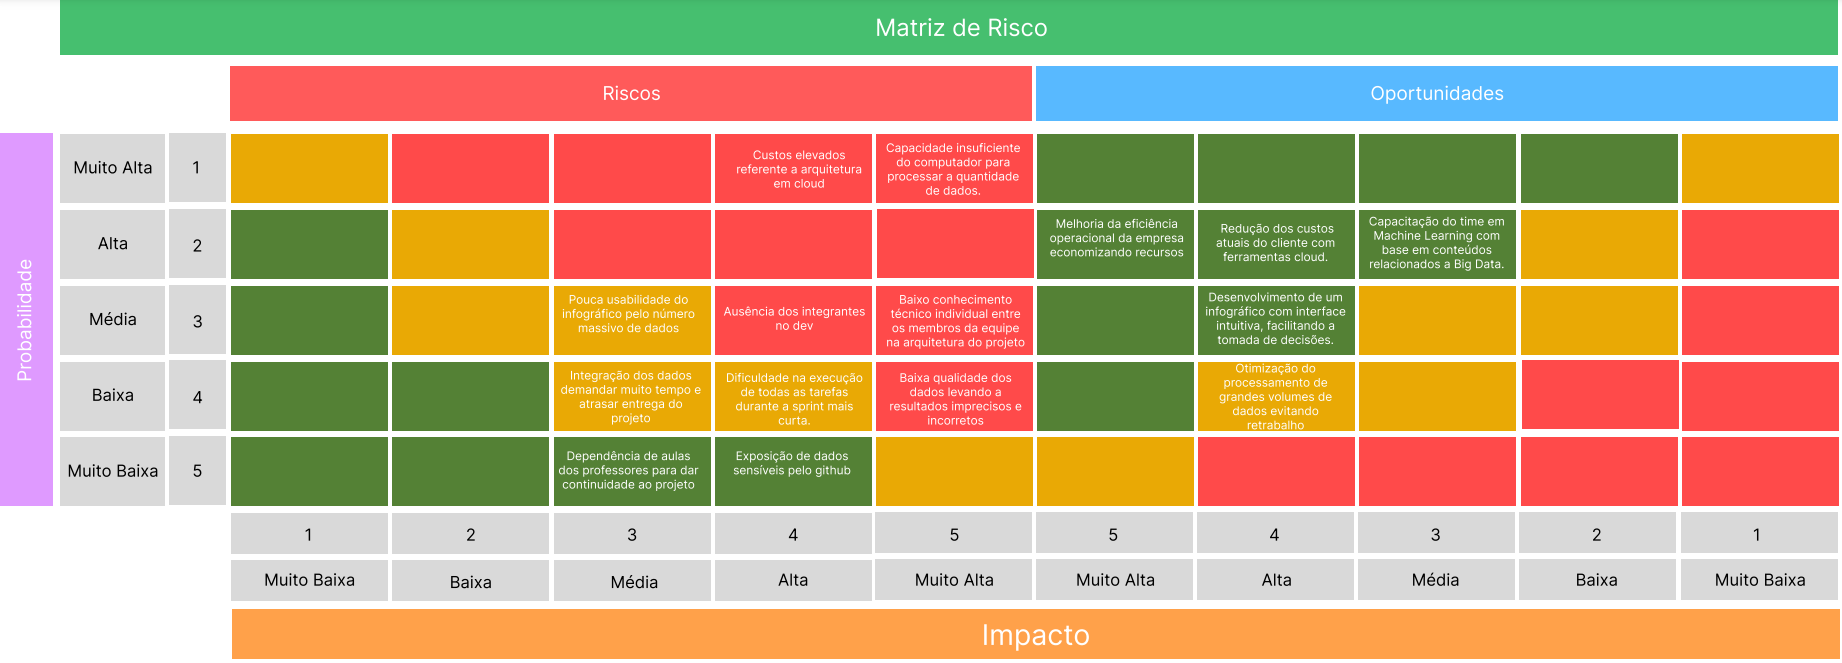 Matriz de Risco
Riscos
Oportunidades
Probabilidade
Muito Alta
1
Custos elevados
referente a arquitetura
em cloud
Capacidade insuficiente
do computador para
processar a quantidade
de dados.
Alta
2
Melhoria da eficiência
operacional da empresa
economizando recursos
Redução dos custos
atuais do cliente com
ferramentas cloud.
Capacitação do time em
Machine Learning com
base em conteúdos
relacionados a Big Data.
Média
3
Pouca usabilidade do
infográfico pelo número
massivo de dados
Ausência dos integrantes
no dev
Baixo conhecimento
técnico individual entre
os membros da equipe
na arquitetura do projeto
Desenvolvimento de um
infográfico com interface
intuitiva, facilitando a
tomada de decisões.
Baixa
4
Integração dos dados
demandar muito tempo e
atrasar entrega do
projeto
Dificuldade na execução
de todas as tarefas
durante a sprint mais
curta.
Baixa qualidade dos
dados levando a
resultados imprecisos e
incorretos
Otimização do
processamento de
grandes volumes de
dados evitando
retrabalho
Muito Baixa
5
Dependência de aulas
dos professores para dar
continuidade ao projeto
Exposição de dados
sensíveis pelo github
1
2
3
4
5
5
4
3
2
1
Muito Baixa
Baixa
Média
Alta
Muito Alta
Muito Alta
Alta
Média
Baixa
Muito Baixa
Impacto